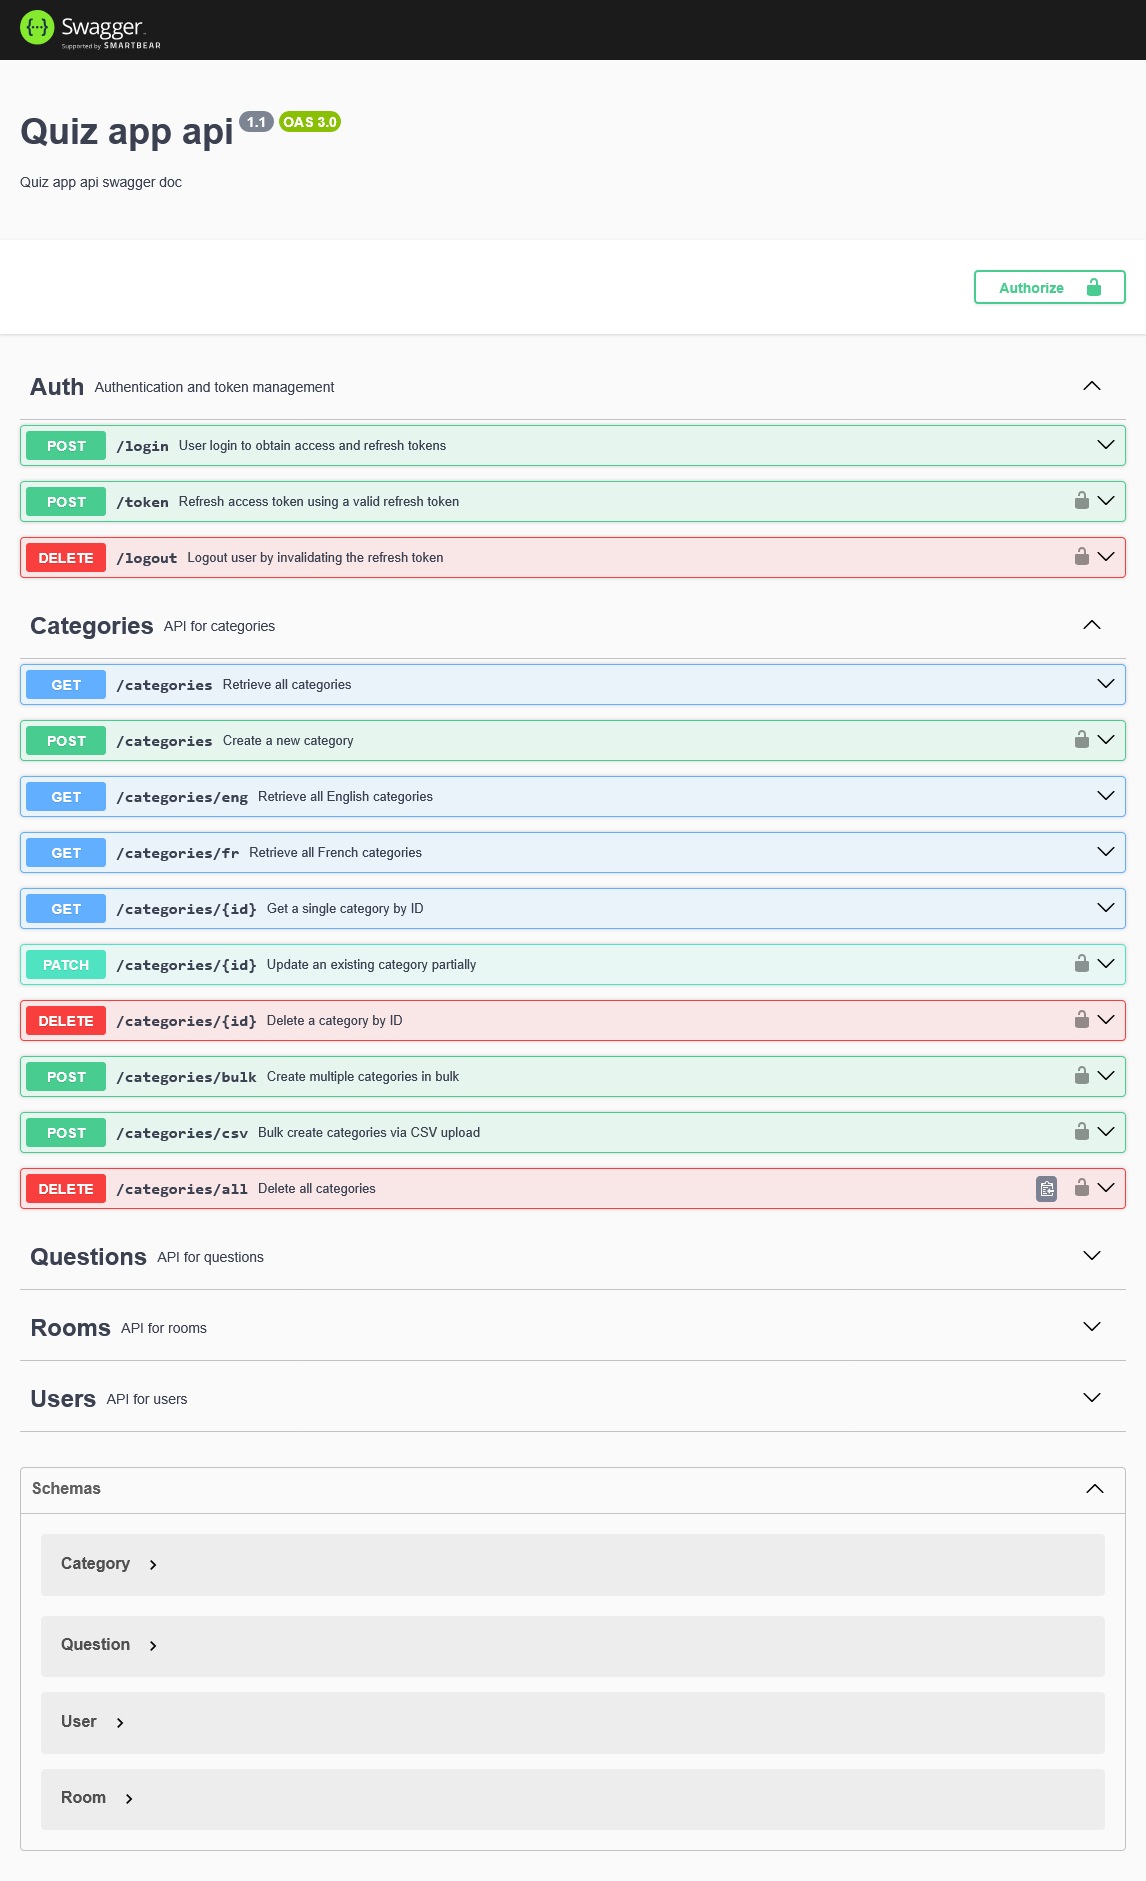 Swagger
Supported by SMARTBEAR
Quiz app api 1.1 OAS 3.0
Quiz app api swagger doc
Authorize
Auth Authentication and token management
POST /login User login to obtain access and refresh tokens
POST /token Refresh access token using a valid refresh token
DELETE /logout Logout user by invalidating the refresh token
Categories API for categories
GET /categories Retrieve all categories
POST /categories Create a new category
GET /categories/eng Retrieve all English categories
GET /categories/fr Retrieve all French categories
GET /categories/{id} Get a single category by ID
PATCH /categories/{id} Update an existing category partially
DELETE /categories/{id} Delete a category by ID
POST /categories/bulk Create multiple categories in bulk
POST /categories/csv Bulk create categories via CSV upload
DELETE /categories/all Delete all categories
Questions API for questions
Rooms API for rooms
Users API for users
Schemas
Category
Question
User
Room